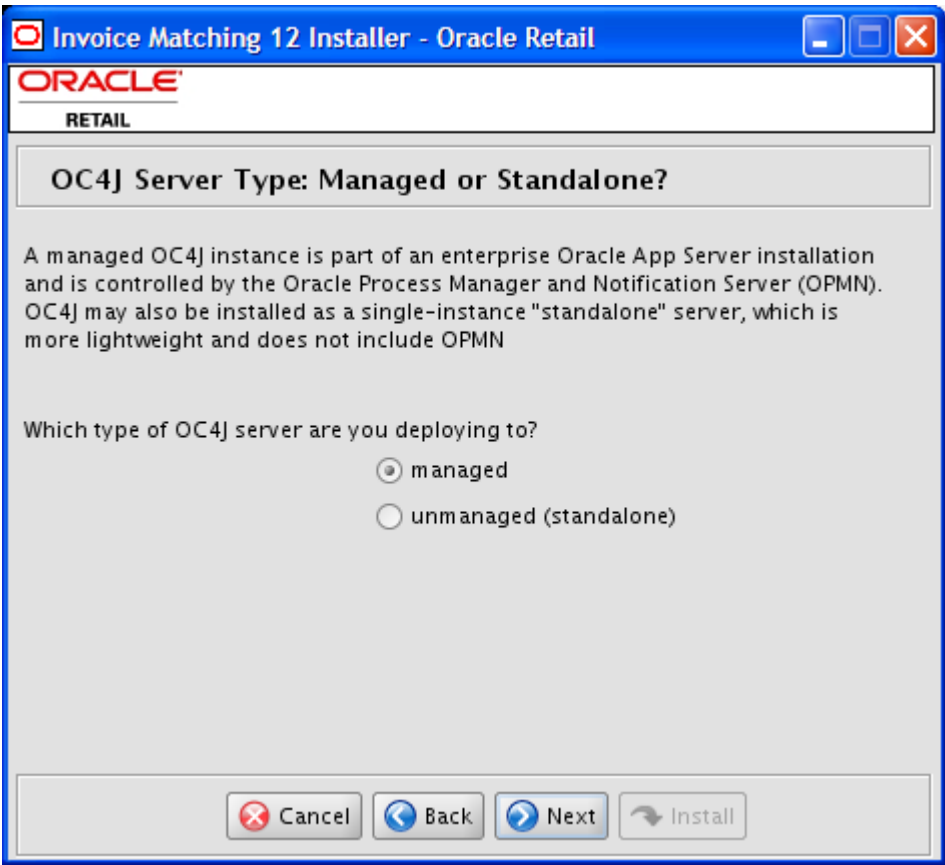 Invoice Matching 12 Installer - Oracle Retail
ORACLE
RETAIL
OC4J Server Type: Managed or Standalone?
A managed OC4J instance is part of an enterprise Oracle App Server installation
and is controlled by the Oracle Process Manager and Notification Server (OPMN).
OC4J may also be installed as a single-instance "standalone" server, which is
more lightweight and does not include OPMN
Which type of OC4J server are you deploying to?
managed
unmanaged (standalone)
Cancel Back Next Install